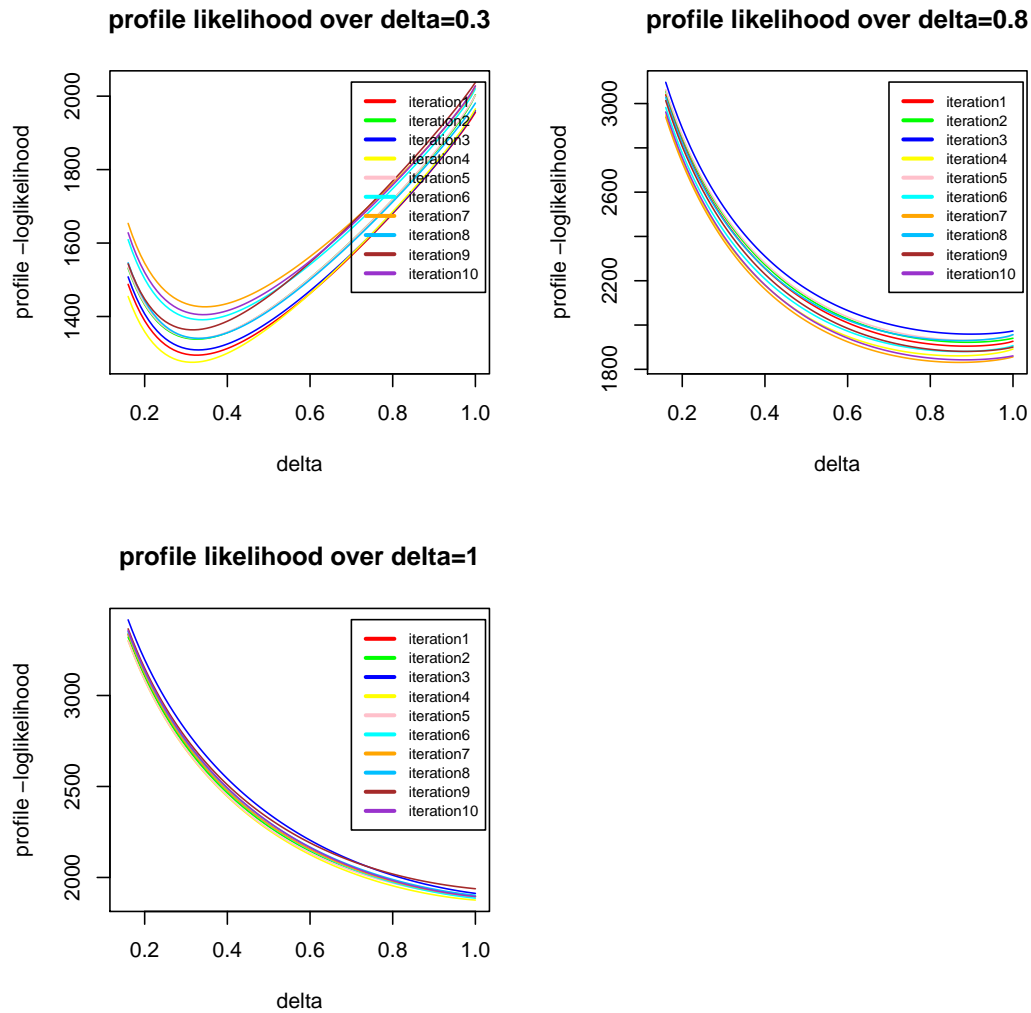 profile likelihood over delta=0.3
profile −loglikelihood
1400 1600 1800 2000
iteration1
iteration2
iteration3
iteration4
iteration5
iteration6
iteration7
iteration8
iteration9
iteration10
0.2 0.4 0.6 0.8 1.0
delta
profile likelihood over delta=0.8
profile −loglikelihood
1800 2200 2600 3000
iteration1
iteration2
iteration3
iteration4
iteration5
iteration6
iteration7
iteration8
iteration9
iteration10
0.2 0.4 0.6 0.8 1.0
delta
profile likelihood over delta=1
profile −loglikelihood
2000 2500 3000
iteration1
iteration2
iteration3
iteration4
iteration5
iteration6
iteration7
iteration8
iteration9
iteration10
0.2 0.4 0.6 0.8 1.0
delta